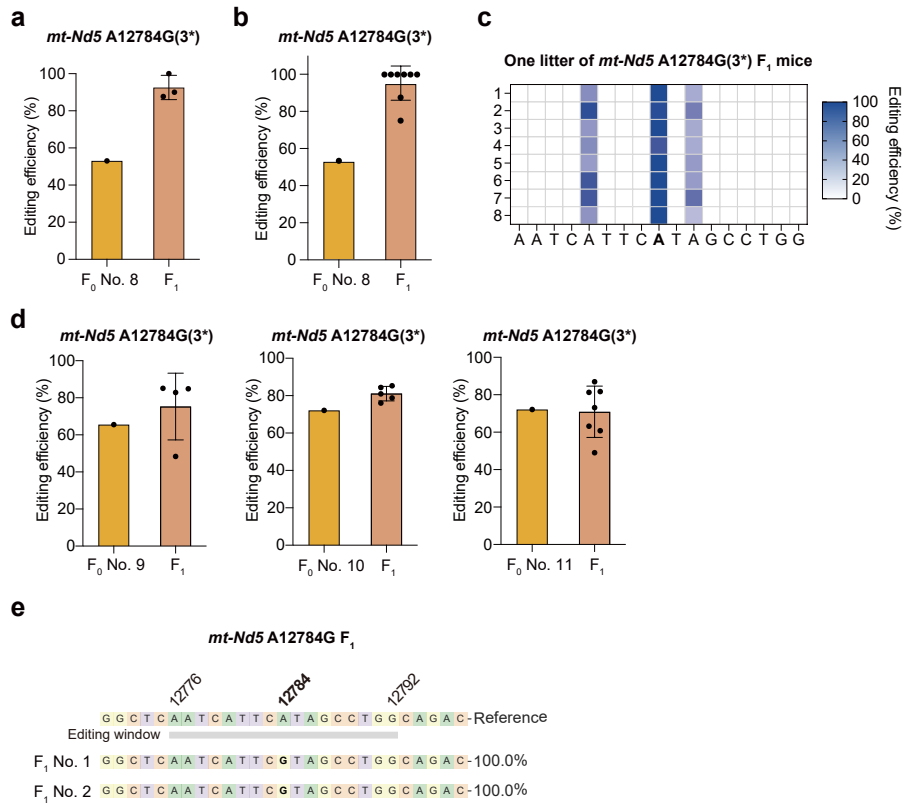 a
mt-Nd5 A12784G(3*)
Editing efficiency (%)
100
80
60
40
20
0
F0 No. 8
F1
b
mt-Nd5 A12784G(3*)
Editing efficiency (%)
100
80
60
40
20
0
F0 No. 8
F1
c
One litter of mt-Nd5 A12784G(3*) F1 mice
1
2
3
4
5
6
7
8
A A T C A T T C A T A G C C T G G
100
80
60
40
20
0
Editing efficiency (%)
d
mt-Nd5 A12784G(3*)
Editing efficiency (%)
100
80
60
40
20
0
F0 No. 9
F1
mt-Nd5 A12784G(3*)
Editing efficiency (%)
100
80
60
40
20
0
F0 No. 10
F1
mt-Nd5 A12784G(3*)
Editing efficiency (%)
100
80
60
40
20
0
F0 No. 11
F1
e
mt-Nd5 A12784G F1
12776
12784
12792
G G C T C A A T C A T T C A T A G C C T G G C A G A C -Reference
Editing window
F1 No. 1 G G C T C A A T C A T T C G T A G C C T G G C A G A C -100.0%
F1 No. 2 G G C T C A A T C A T T C G T A G C C T G G C A G A C -100.0%